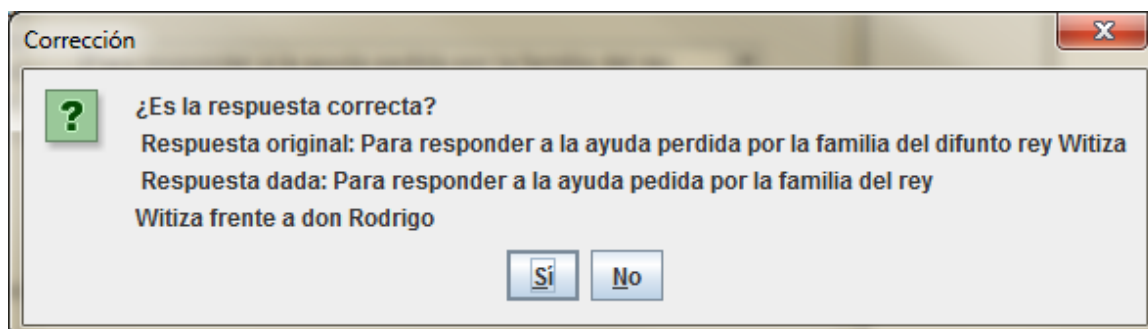 Corrección
¿Es la respuesta correcta?
Respuesta original: Para responder a la ayuda perdida por la familia del difunto rey Witiza
Respuesta dada: Para responder a la ayuda pedida por la familia del rey
Witiza frente a don Rodrigo
Sí No